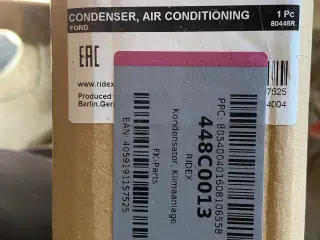 CONDENSER, AIR CONDITIONING
1 Pc
FORD
80448R
EAC
www.ridex
Produced
Berlin,Ger
7525
4004
PPC: 8054004016081065558
448C0013
RIDEX
Kondensator, Klimaanlage
FK-Parts
EAN: 4059191157525